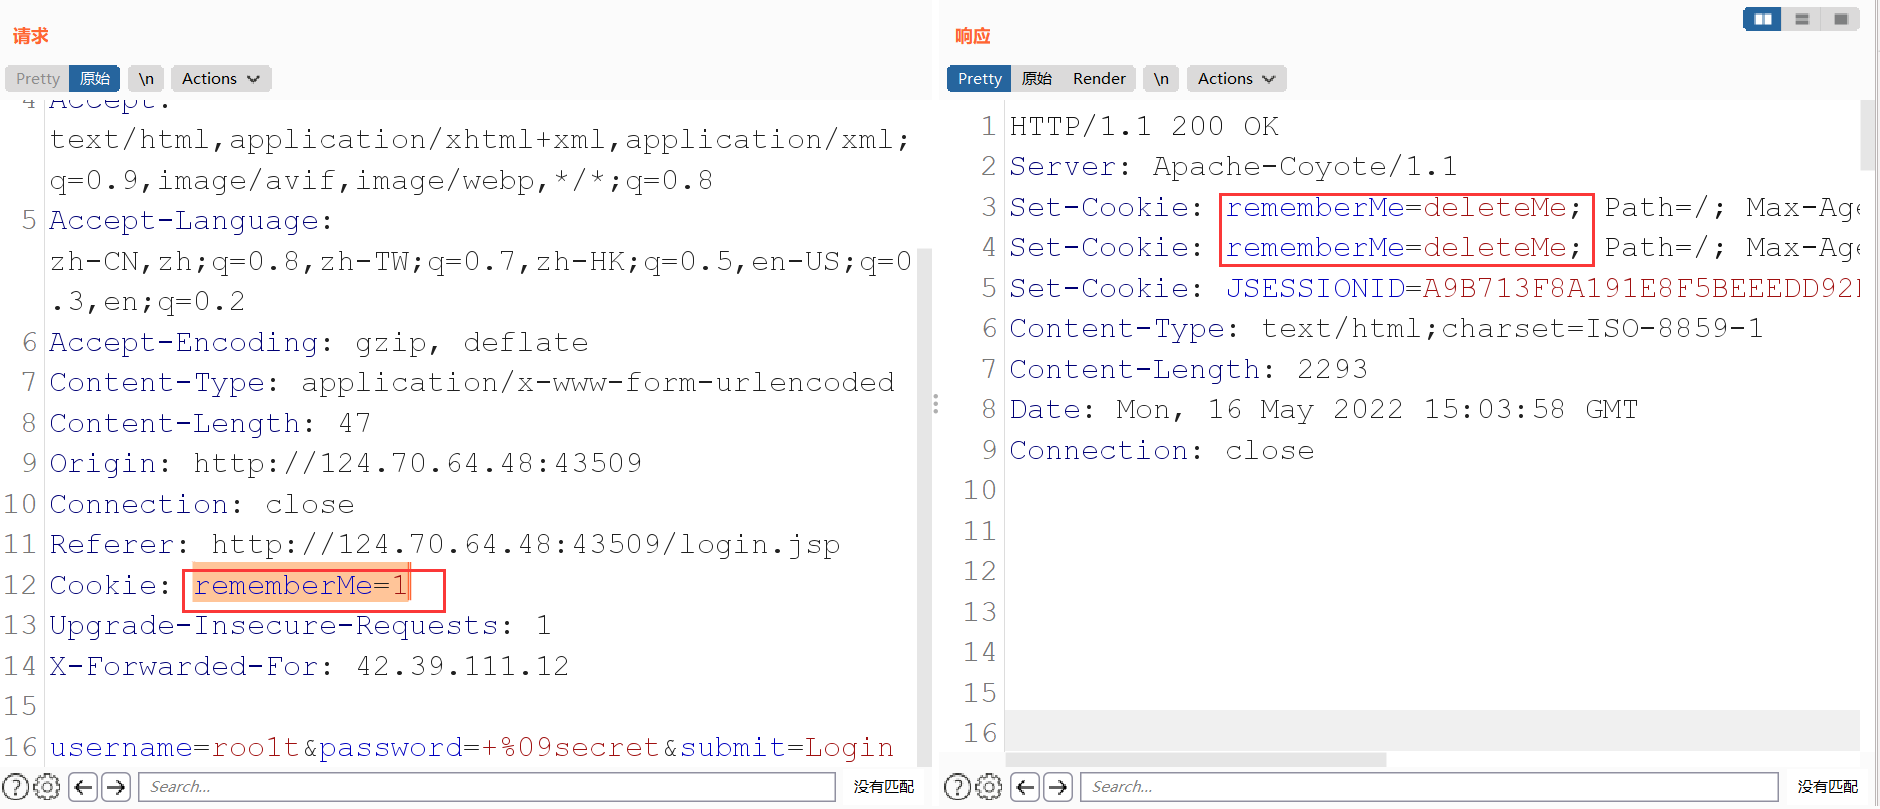 请求
Pretty 原始 \n Actions
4 Accept:
text/html,application/xhtml+xml,application/xml;
q=0.9,image/avif,image/webp,*/*;q=0.8
5 Accept-Language:
zh-CN,zh;q=0.8,zh-TW;q=0.7,zh-HK;q=0.5,en-US;q=0
.3,en;q=0.2
6 Accept-Encoding: gzip, deflate
7 Content-Type: application/x-www-form-urlencoded
8 Content-Length: 47
9 Origin: http://124.70.64.48:43509
10 Connection: close
11 Referer: http://124.70.64.48:43509/login.jsp
12 Cookie: rememberMe=1
13 Upgrade-Insecure-Requests: 1
14 X-Forwarded-For: 42.39.111.12
15
16 username=roo1t&password=+%09secret&submit=Login
Search...
没有匹配
响应
Pretty 原始 Render \n Actions
1 HTTP/1.1 200 OK
2 Server: Apache-Coyote/1.1
3 Set-Cookie: rememberMe=deleteMe; Path=/; Max-Age
4 Set-Cookie: rememberMe=deleteMe; Path=/; Max-Age
5 Set-Cookie: JSESSIONID=A9B713F8A191E8F5BEEEDD92
6 Content-Type: text/html;charset=ISO-8859-1
7 Content-Length: 2293
8 Date: Mon, 16 May 2022 15:03:58 GMT
9 Connection: close
10
11
12
13
14
15
16
Search...
没有匹配